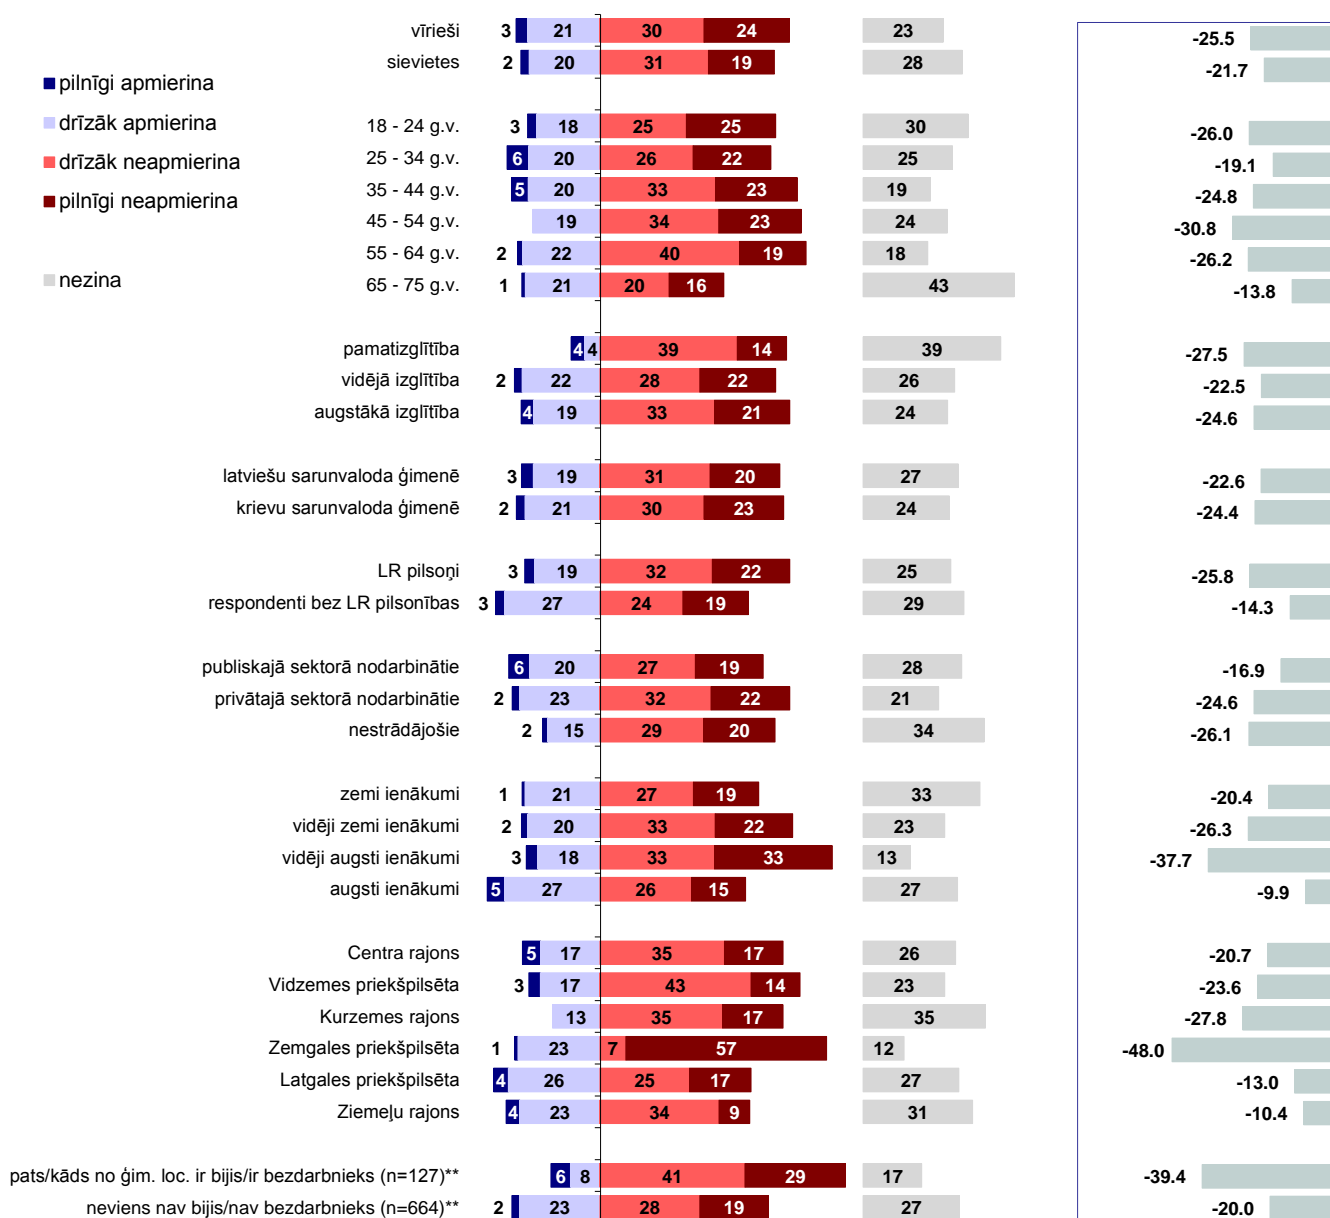 pilnīgi apmierina
drīzāk apmierina
drīzāk neapmierina
pilnīgi neapmierina
nezina
vīrieši 3 21 30 24 23 -25.5
sievietes 2 20 31 19 28 -21.7
18 - 24 g.v. 3 18 25 25 30 -26.0
25 - 34 g.v. 6 20 26 22 25 -19.1
35 - 44 g.v. 5 20 33 23 19 -24.8
45 - 54 g.v. 19 34 23 24 -30.8
55 - 64 g.v. 2 22 40 19 18 -26.2
65 - 75 g.v. 1 21 20 16 43 -13.8
pamatizglītība 4 4 39 14 39 -27.5
vidējā izglītība 2 22 28 22 26 -22.5
augstākā izglītība 4 19 33 21 24 -24.6
latviešu sarunvaloda ģimenē 3 19 31 20 27 -22.6
krievu sarunvaloda ģimenē 2 21 30 23 24 -24.4
LR pilsoņi 3 19 32 22 25 -25.8
respondenti bez LR pilsonības 3 27 24 19 29 -14.3
publiskajā sektorā nodarbinātie 6 20 27 19 28 -16.9
privātajā sektorā nodarbinātie 2 23 32 22 21 -24.6
nestrādājošie 2 15 29 20 34 -26.1
zemi ienākumi 1 21 27 19 33 -20.4
vidēji zemi ienākumi 2 20 33 22 23 -26.3
vidēji augsti ienākumi 3 18 33 33 13 -37.7
augsti ienākumi 5 27 26 15 27 -9.9
Centra rajons 5 17 35 17 26 -20.7
Vidzemes priekšpilsēta 3 17 43 14 23 -23.6
Kurzemes rajons 13 35 17 35 -27.8
Zemgales priekšpilsēta 1 23 7 57 12 -48.0
Latgales priekšpilsēta 4 26 25 17 27 -13.0
Ziemeļu rajons 4 23 34 9 31 -10.4
pats/kāds no ģim. loc. ir bijis/ir bezdarbnieks (n=127)** 6 8 41 29 17 -39.4
neviens nav bijis/nav bezdarbnieks (n=664)** 2 23 28 19 27 -20.0